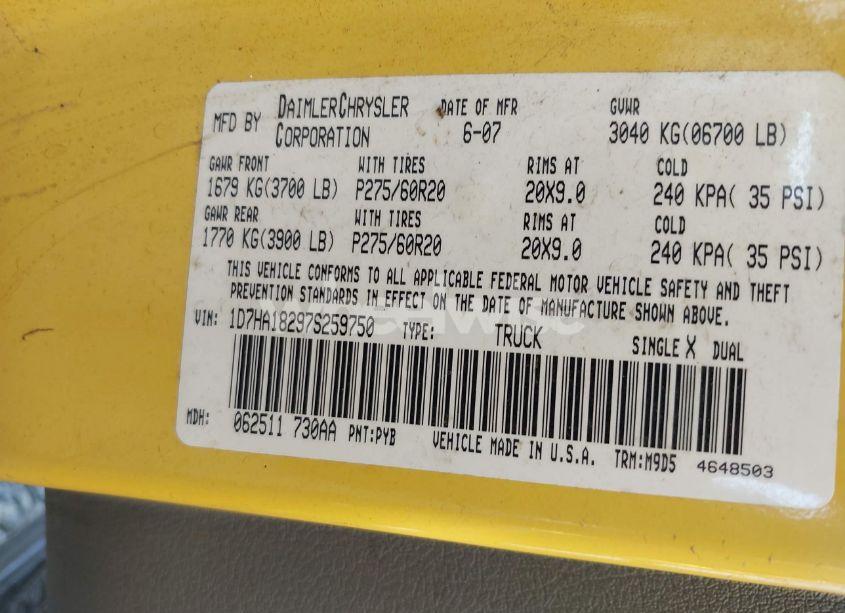 MFD BY DAIMLERCHRYSLER CORPORATION DATE OF MFR 6-07 GVWR 3040 KG(06700 LB)
GAWR FRONT WITH TIRES RIMS AT COLD
1679 KG(3700 LB) P275/60R20 20X9.0 240 KPA( 35 PSI)
GAWR REAR WITH TIRES RIMS AT COLD
1770 KG(3900 LB) P275/60R20 20X9.0 240 KPA( 35 PSI)
THIS VEHICLE CONFORMS TO ALL APPLICABLE FEDERAL MOTOR VEHICLE SAFETY AND THEFT
PREVENTION STANDARDS IN EFFECT ON THE DATE OF MANUFACTURE SHOWN ABOVE.
VIN: 1D7HA18297S259750 TYPE: TRUCK SINGLE X DUAL
MDH: 062511 730AA PNT:PYB VEHICLE MADE IN U.S.A. TRM:M9D5 4648503